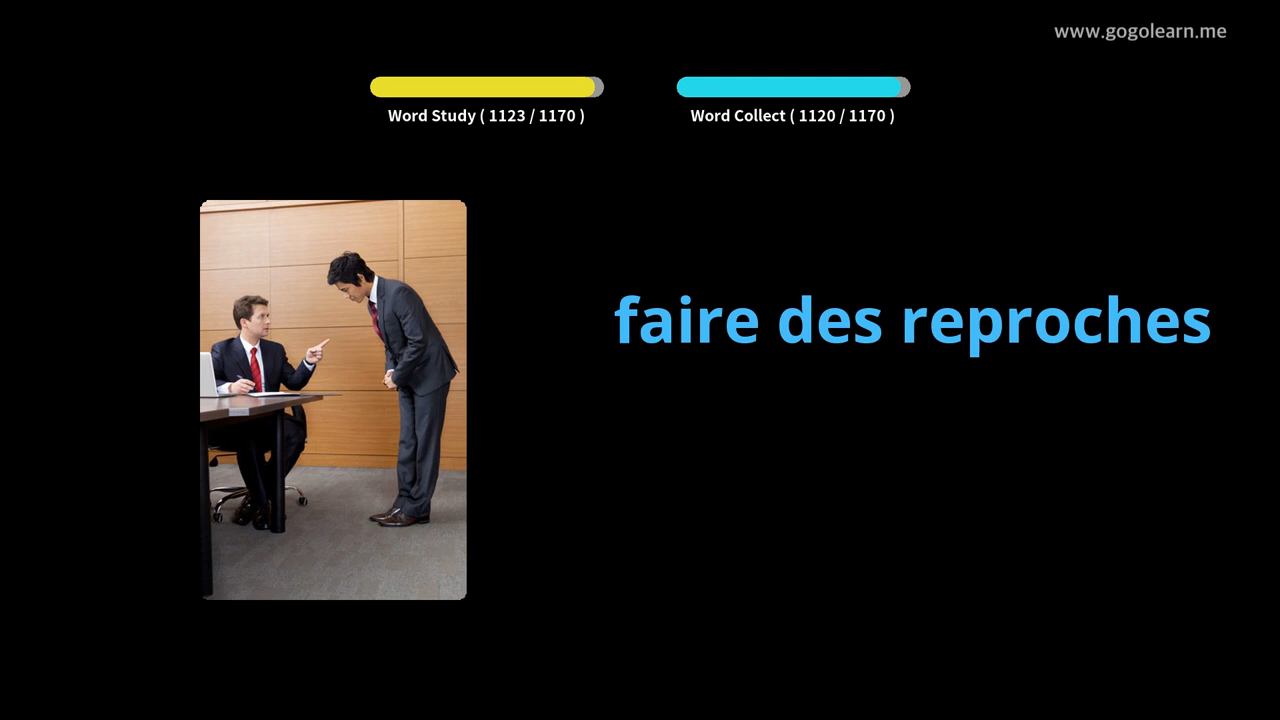 www.gogolearn.me
Word Study ( 1123 / 1170 )
Word Collect ( 1120 / 1170 )
faire des reproches